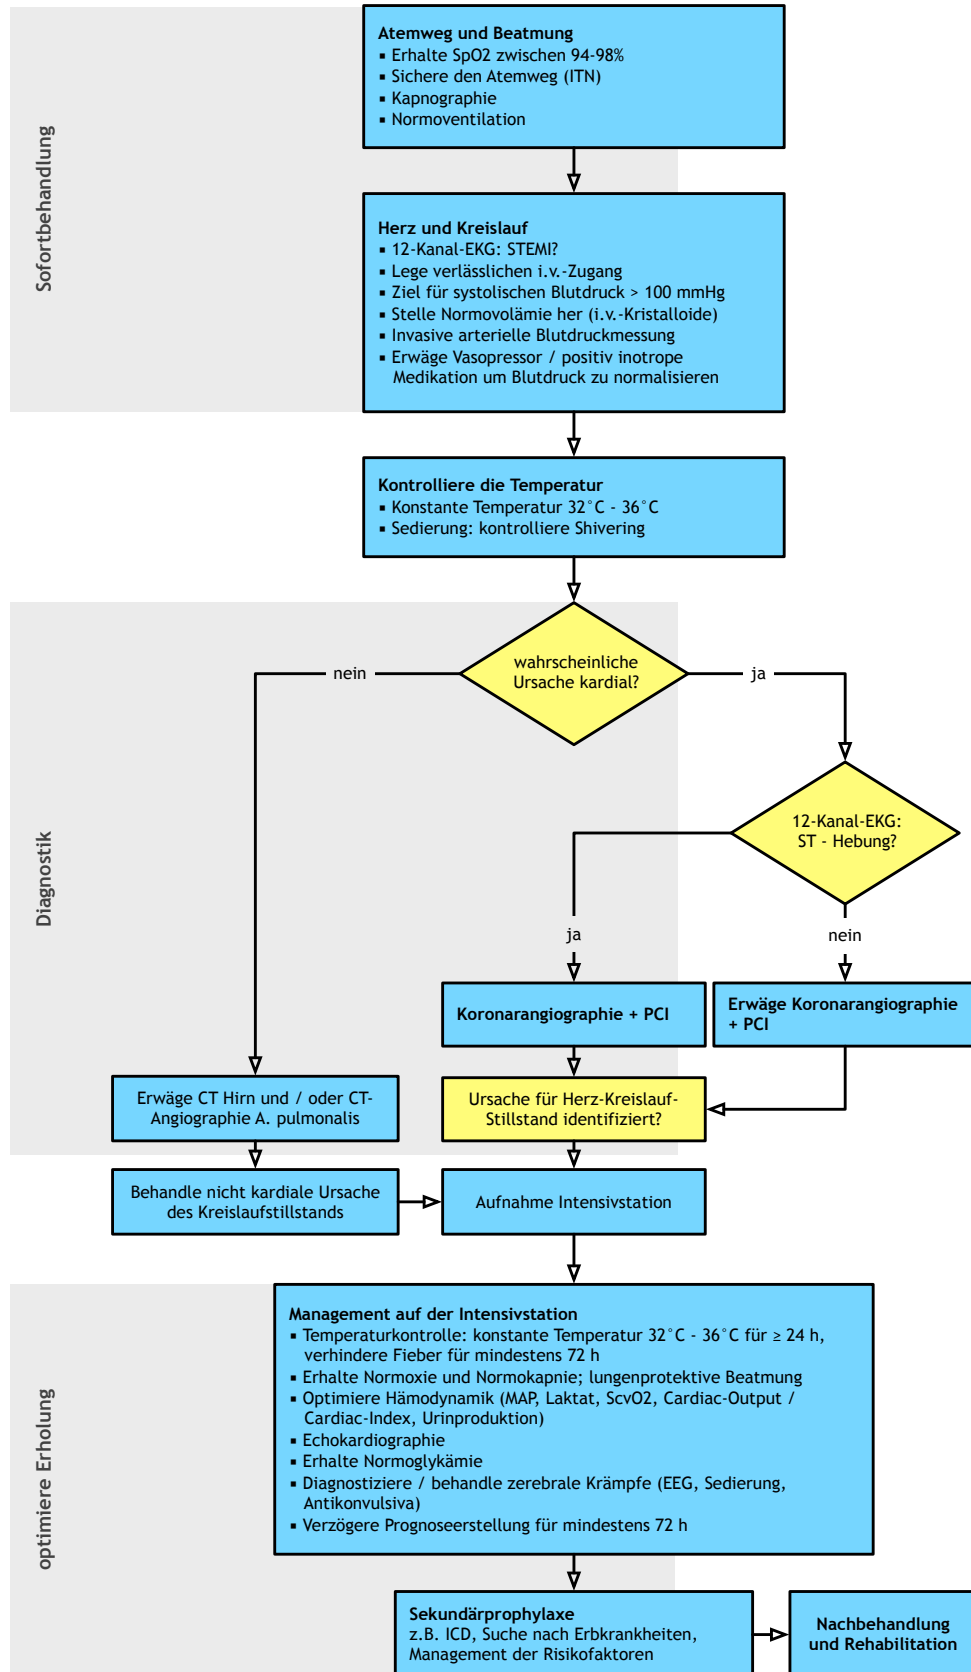 Sofortbehandlung
Atemweg und Beatmung
▪ Erhalte SpO2 zwischen 94-98%
▪ Sichere den Atemweg (ITN)
▪ Kapnographie
▪ Normoventilation
Herz und Kreislauf
▪ 12-Kanal-EKG: STEMI?
▪ Lege verlässlichen i.v.-Zugang
▪ Ziel für systolischen Blutdruck > 100 mmHg
▪ Stelle Normovolämie her (i.v.-Kristalloide)
▪ Invasive arterielle Blutdruckmessung
▪ Erwäge Vasopressor / positiv inotrope
Medikation um Blutdruck zu normalisieren
Kontrolliere die Temperatur
▪ Konstante Temperatur 32°C - 36°C
▪ Sedierung: kontrolliere Shivering
Diagnostik
wahrscheinliche
Ursache kardial?
nein
ja
12-Kanal-EKG:
ST - Hebung?
ja
nein
Koronarangiographie + PCI
Erwäge Koronarangiographie
+ PCI
Erwäge CT Hirn und / oder CT-
Angiographie A. pulmonalis
Ursache für Herz-Kreislauf-
Stillstand identifiziert?
Behandle nicht kardiale Ursache
des Kreislaufstillstands
Aufnahme Intensivstation
optimiere Erholung
Management auf der Intensivstation
▪ Temperaturkontrolle: konstante Temperatur 32°C - 36°C für ≥ 24 h,
verhindere Fieber für mindestens 72 h
▪ Erhalte Normoxie und Normokapnie; lungenprotektive Beatmung
▪ Optimiere Hämodynamik (MAP, Laktat, ScvO2, Cardiac-Output /
Cardiac-Index, Urinproduktion)
▪ Echokardiographie
▪ Erhalte Normoglykämie
▪ Diagnostiziere / behandle zerebrale Krämpfe (EEG, Sedierung,
Antikonvulsiva)
▪ Verzögere Prognoseerstellung für mindestens 72 h
Sekundärprophylaxe
z.B. ICD, Suche nach Erbkrankheiten,
Management der Risikofaktoren
Nachbehandlung
und Rehabilitation